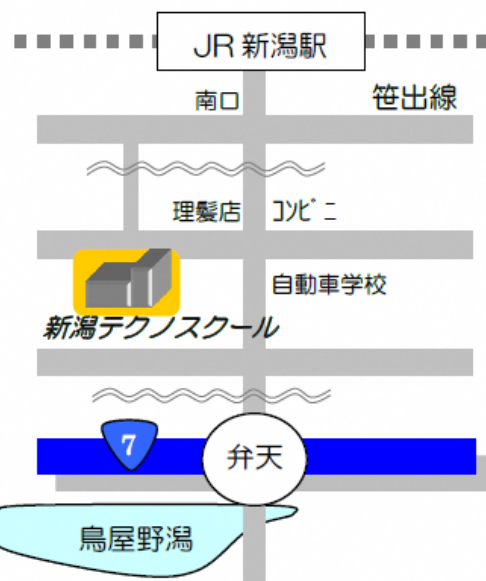 JR 新潟駅
南口
笹出線
理髪店
コンビニ
自動車学校
新潟テクノスクール
7
弁天
鳥屋野潟